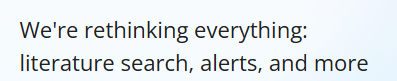 We're rethinking everything:
literature search, alerts, and more